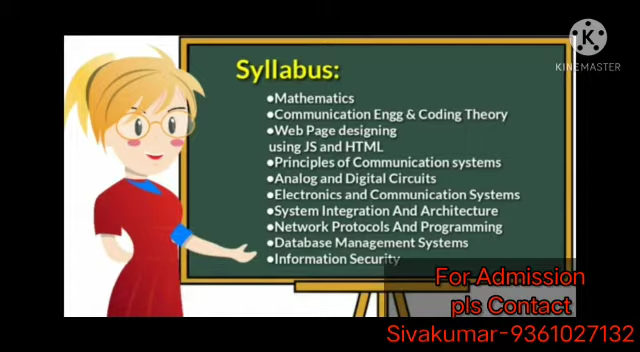 KINEMASTER
Syllabus:
●Mathematics
●Communication Engg & Coding Theory
●Web Page designing
using JS and HTML
●Principles of Communication systems
●Analog and Digital Circuits
●Electronics and Communication Systems
●System Integration And Architecture
●Network Protocols And Programming
●Database Management Systems
●Information Security
For Admission
pls Contact
Sivakumar-9361027132